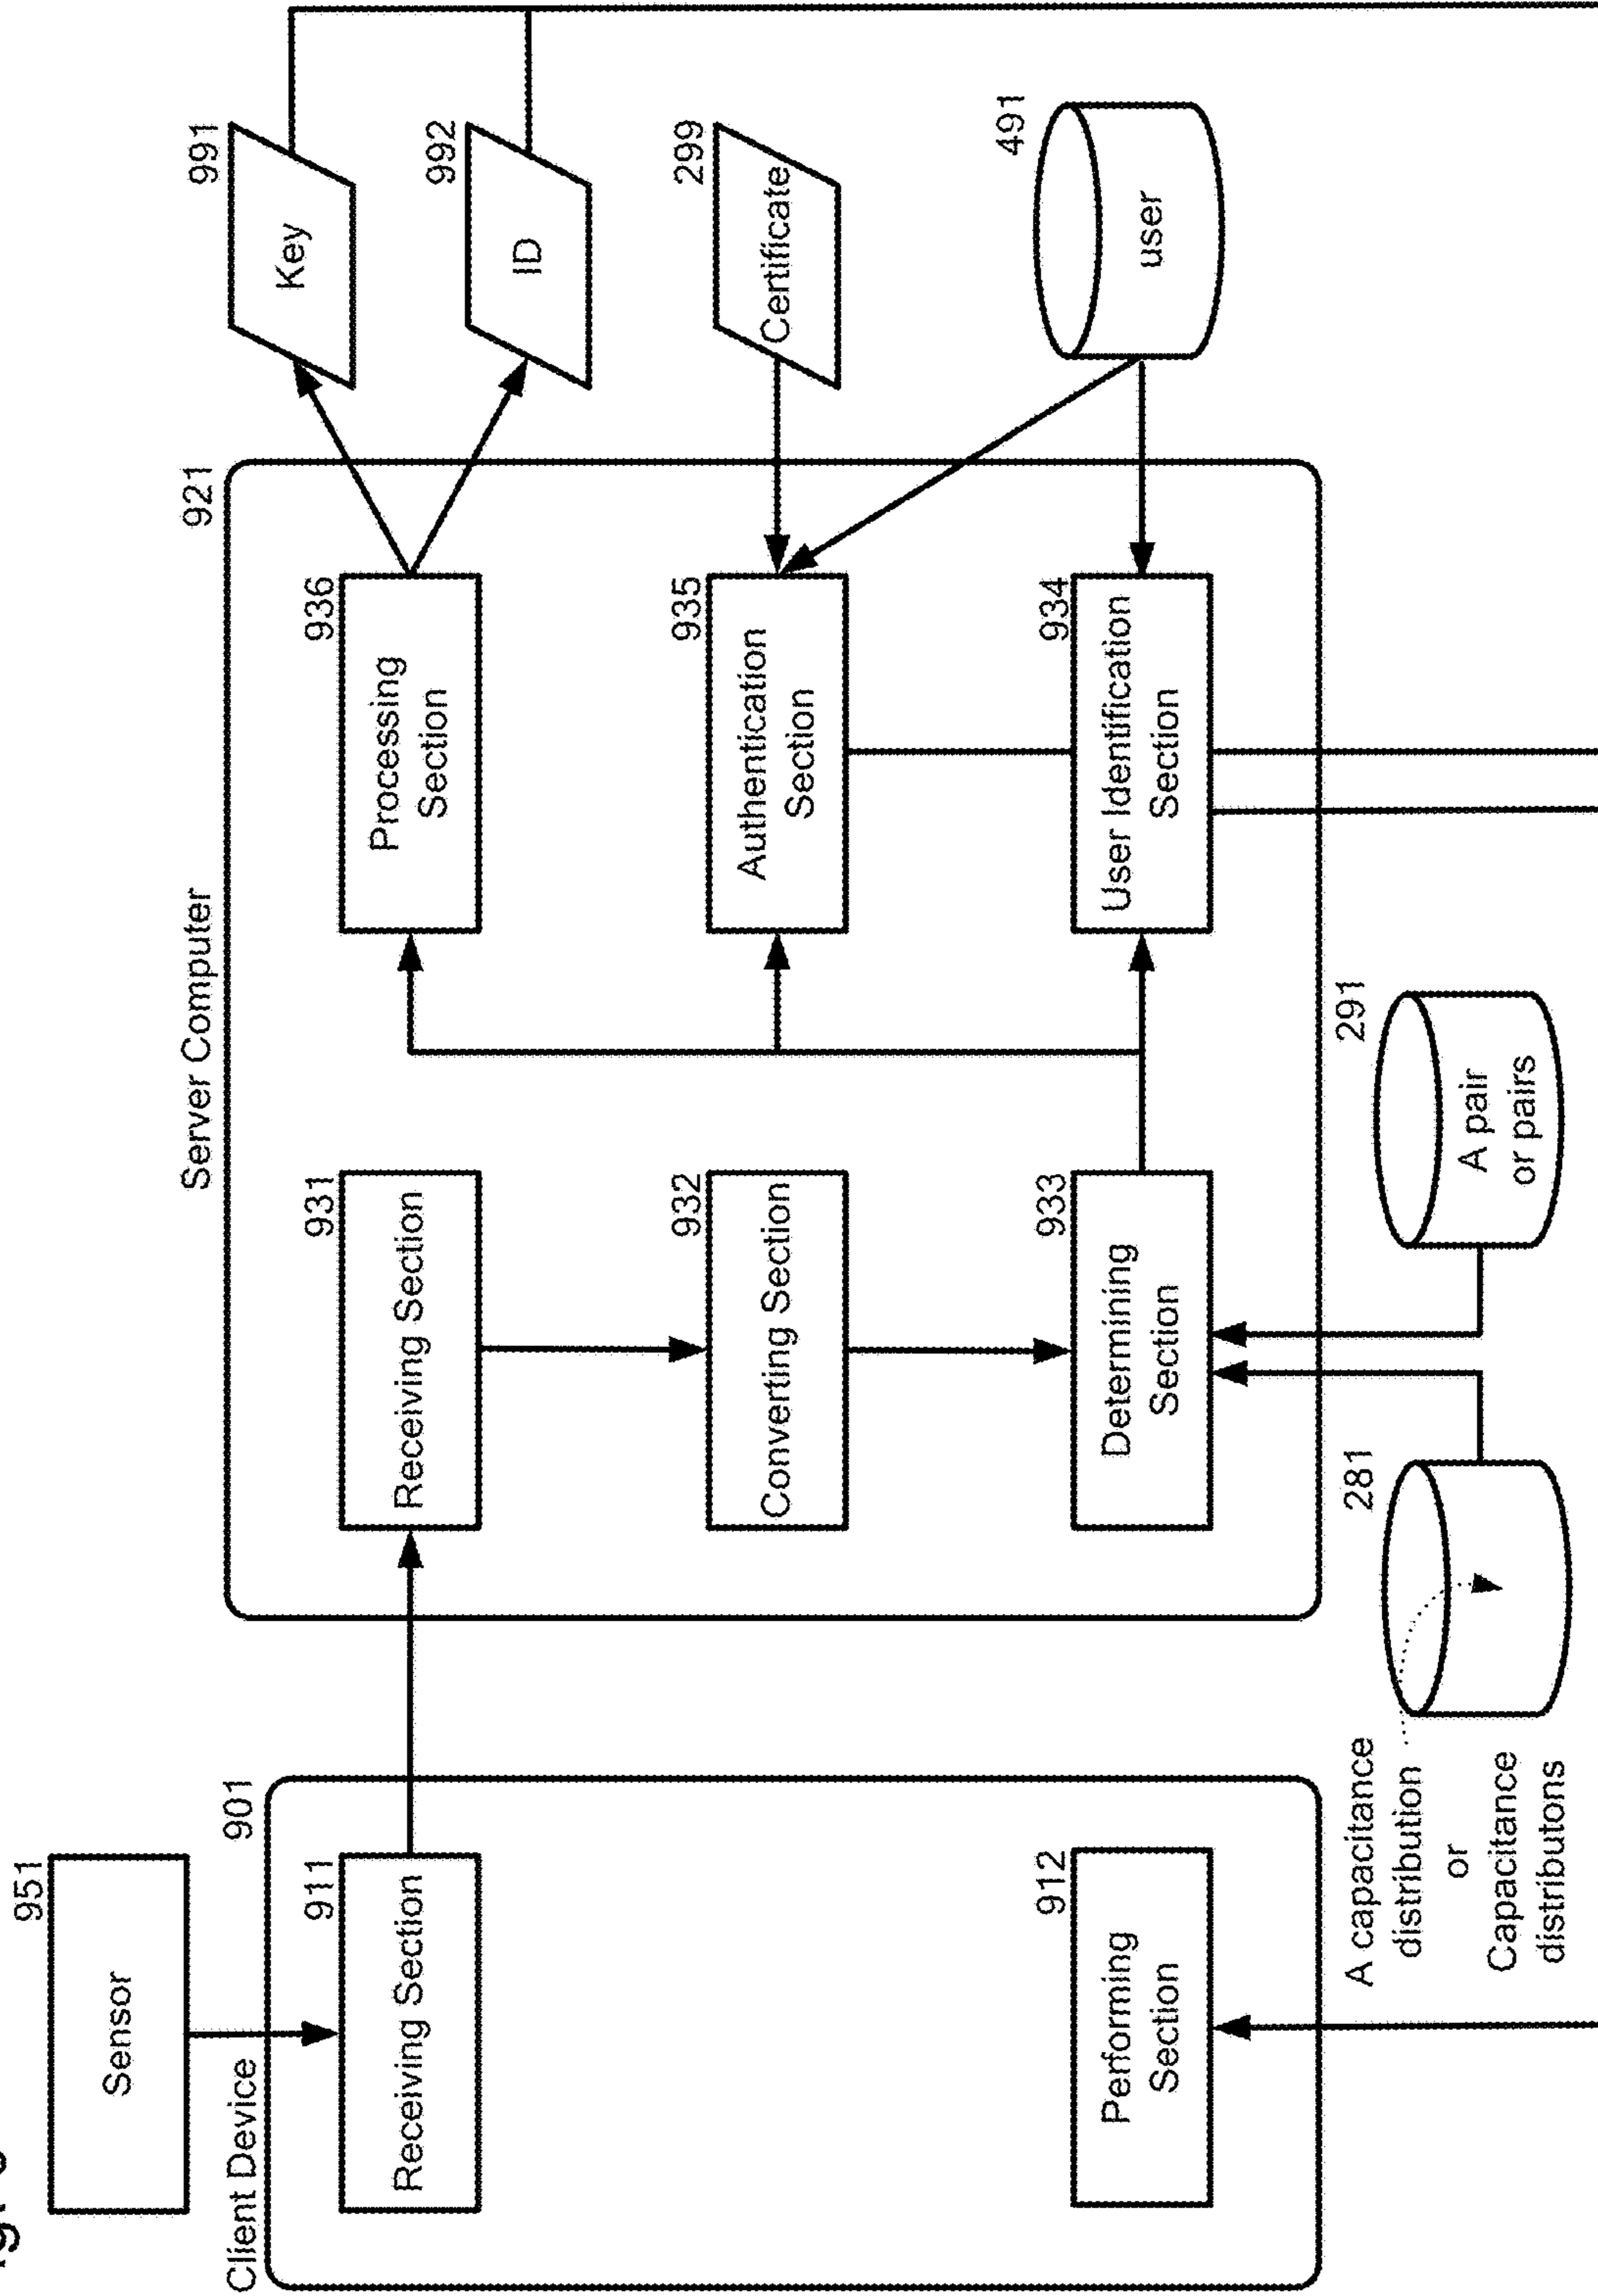 951
Sensor
Client Device
901
911
Receiving Section
912
Performing
Section
Server Computer
921
931
Receiving Section
932
Converting Section
933
Determining
Section
936
Processing
Section
935
Authentication
Section
934
User Identification
Section
991
Key
992
ID
299
Certificate
491
user
A capacitance
distribution
or
Capacitance
distributons
281
291
A pair
or pairs